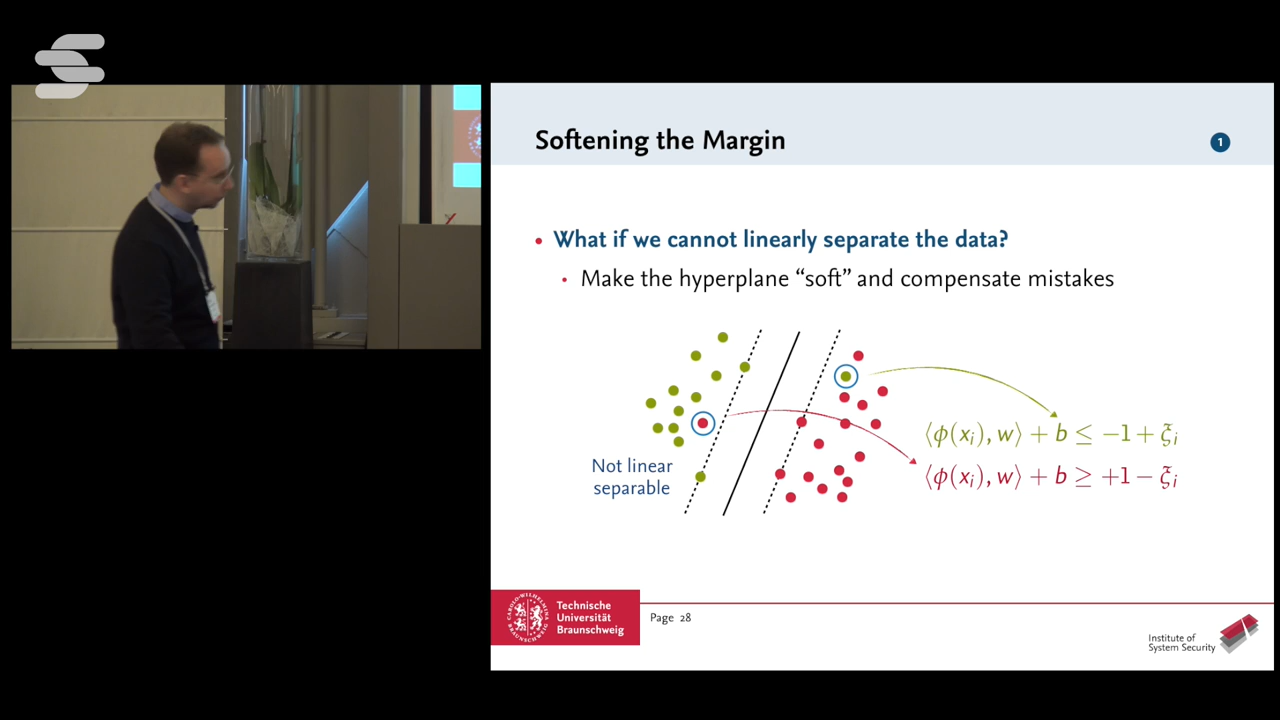 Softening the Margin
1
What if we cannot linearly separate the data?
Make the hyperplane “soft” and compensate mistakes
⟨ϕ(xᵢ), w⟩ + b ≤ −1 + ξᵢ
⟨ϕ(xᵢ), w⟩ + b ≥ +1 − ξᵢ
Not linear
separable
Technische
Universität
Braunschweig
Page 28
Institute of
System Security